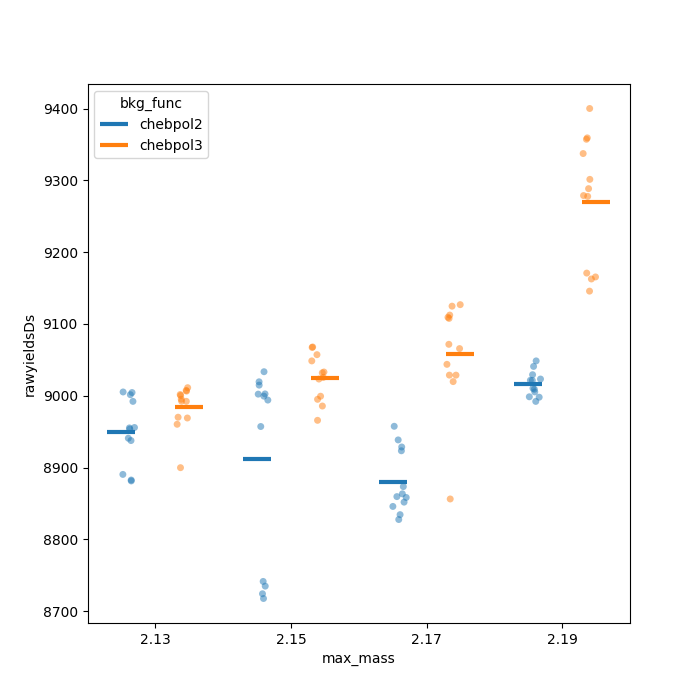 bkg_func
chebpol2
chebpol3
9400
9300
9200
9100
9000
8900
8800
8700
rawyieldsDs
2.13 2.15 2.17 2.19
max_mass